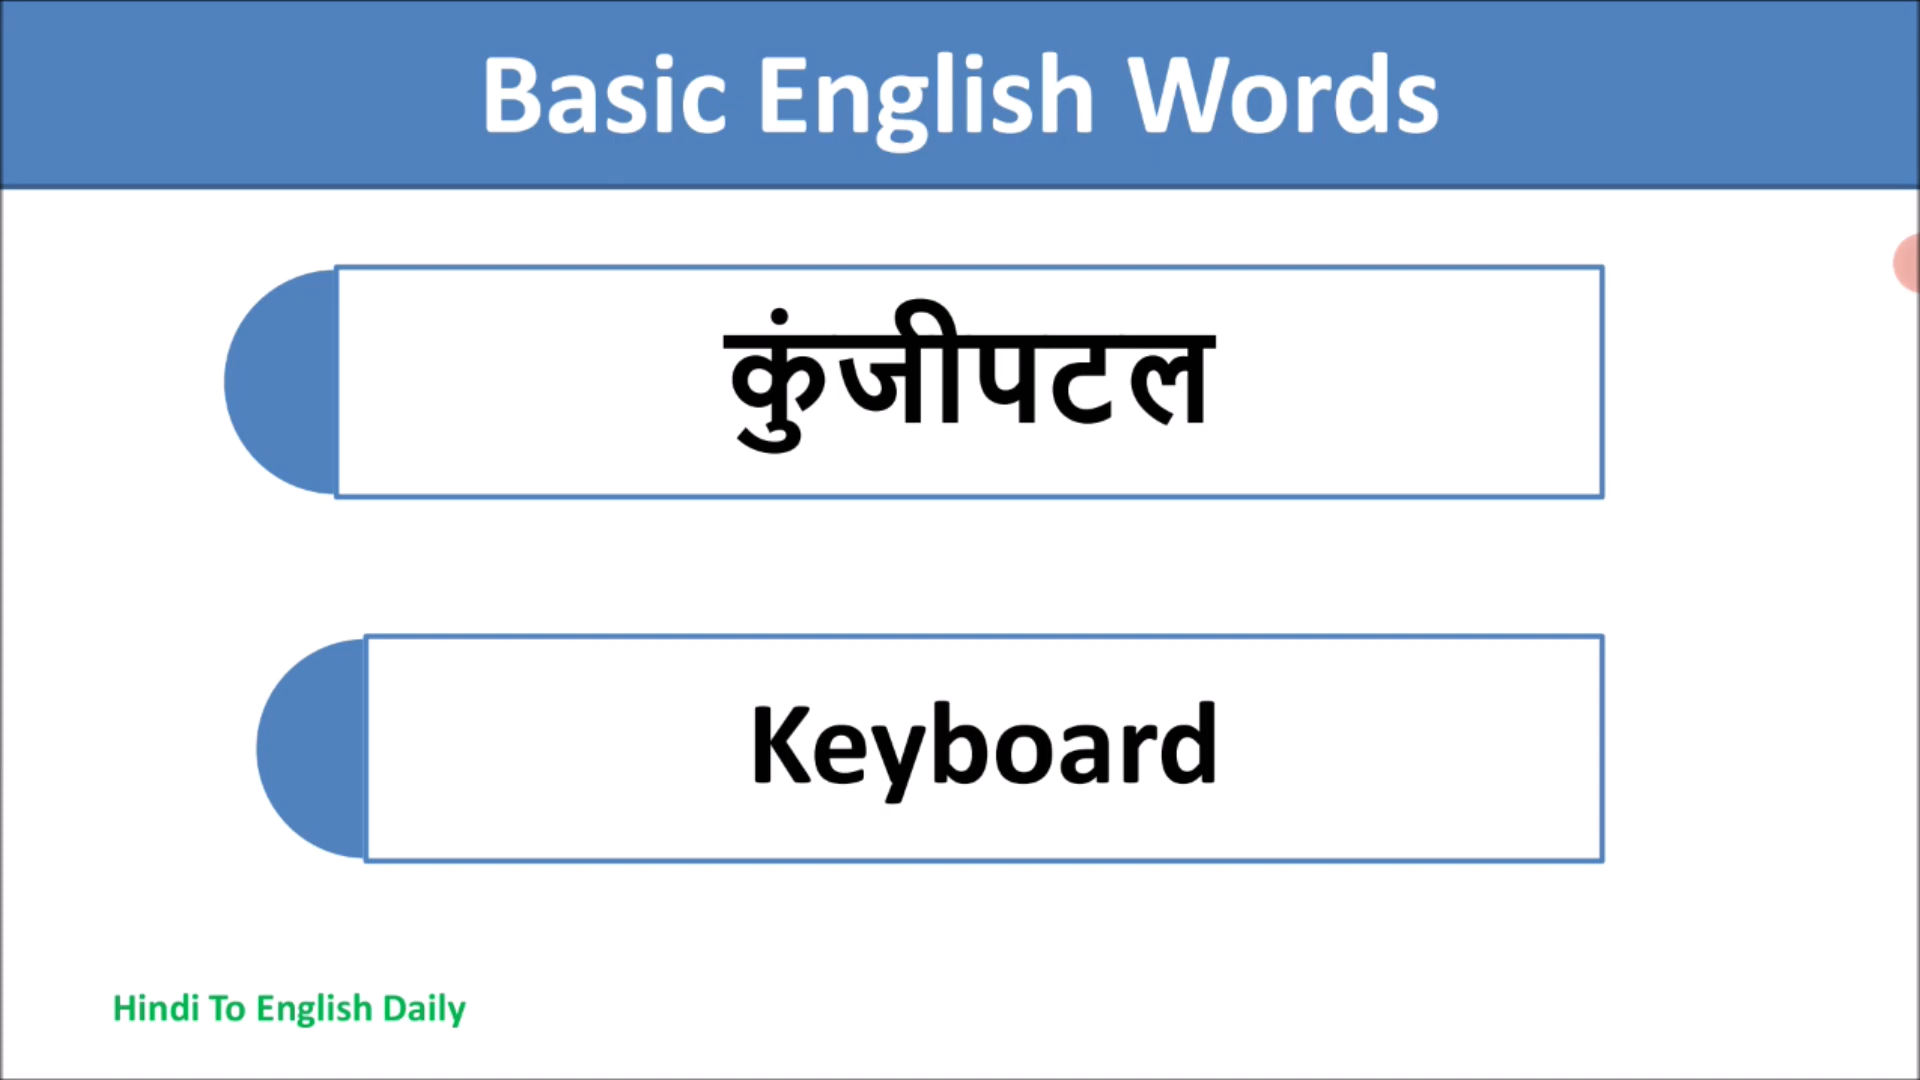 Basic English Words
कुंजीपटल
Keyboard
Hindi To English Daily